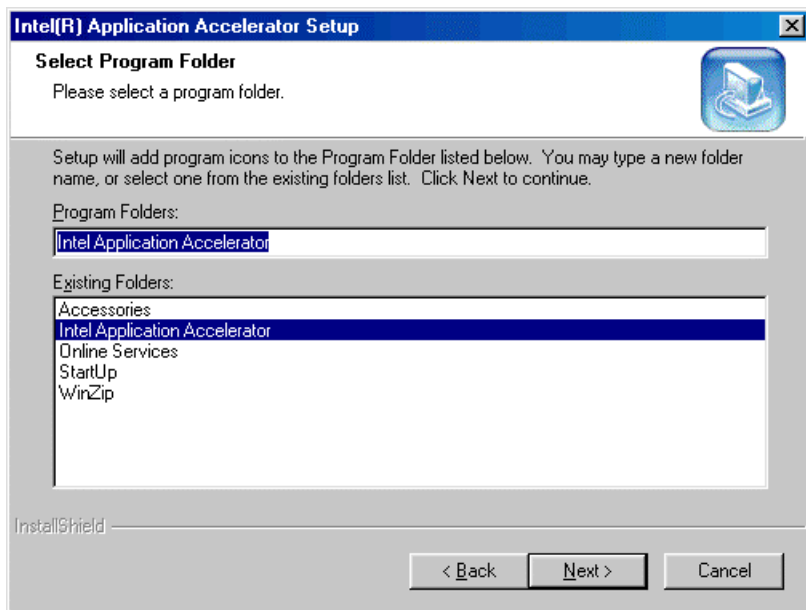 Intel(R) Application Accelerator Setup
Select Program Folder
Please select a program folder.
Setup will add program icons to the Program Folder listed below. You may type a new folder
name, or select one from the existing folders list. Click Next to continue.
Program Folders:
Intel Application Accelerator
Existing Folders:
Accessories
Intel Application Accelerator
Online Services
StartUp
WinZip
InstallShield
< Back
Next >
Cancel